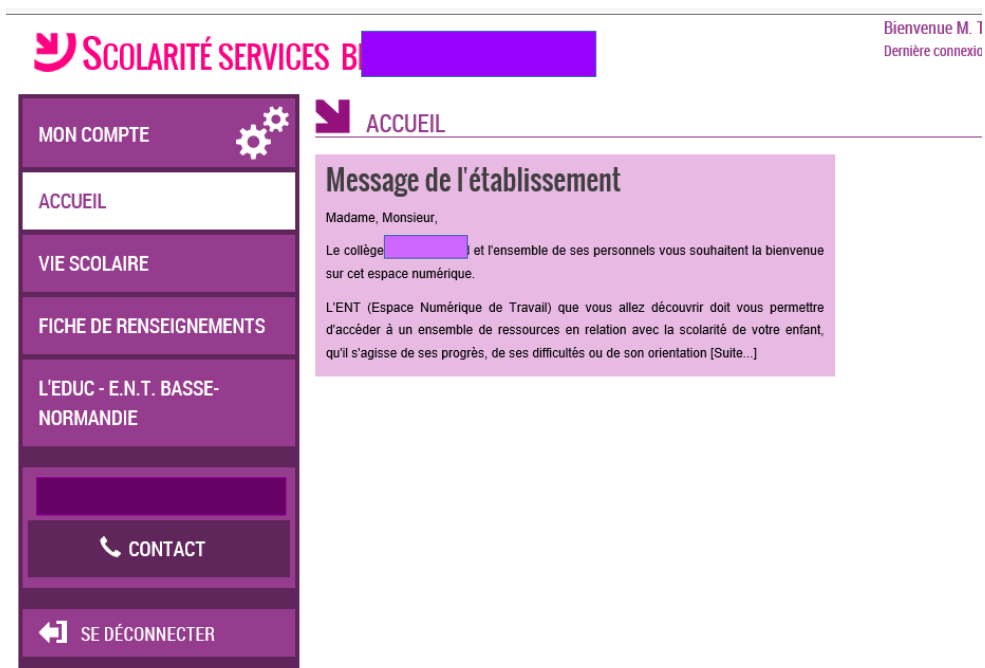 Bienvenue M. T
Dernière connexio
SCOLARITÉ SERVICES
MON COMPTE
ACCUEIL
VIE SCOLAIRE
FICHE DE RENSEIGNEMENTS
L'EDUC - E.N.T. BASSE-
NORMANDIE
CONTACT
SE DÉCONNECTER
ACCUEIL
Message de l'établissement
Madame, Monsieur,
Le collège et l'ensemble de ses personnels vous souhaitent la bienvenue
sur cet espace numérique.
L'ENT (Espace Numérique de Travail) que vous allez découvrir doit vous permettre
d'accéder à un ensemble de ressources en relation avec la scolarité de votre enfant,
qu'il s'agisse de ses progrès, de ses difficultés ou de son orientation [Suite...]